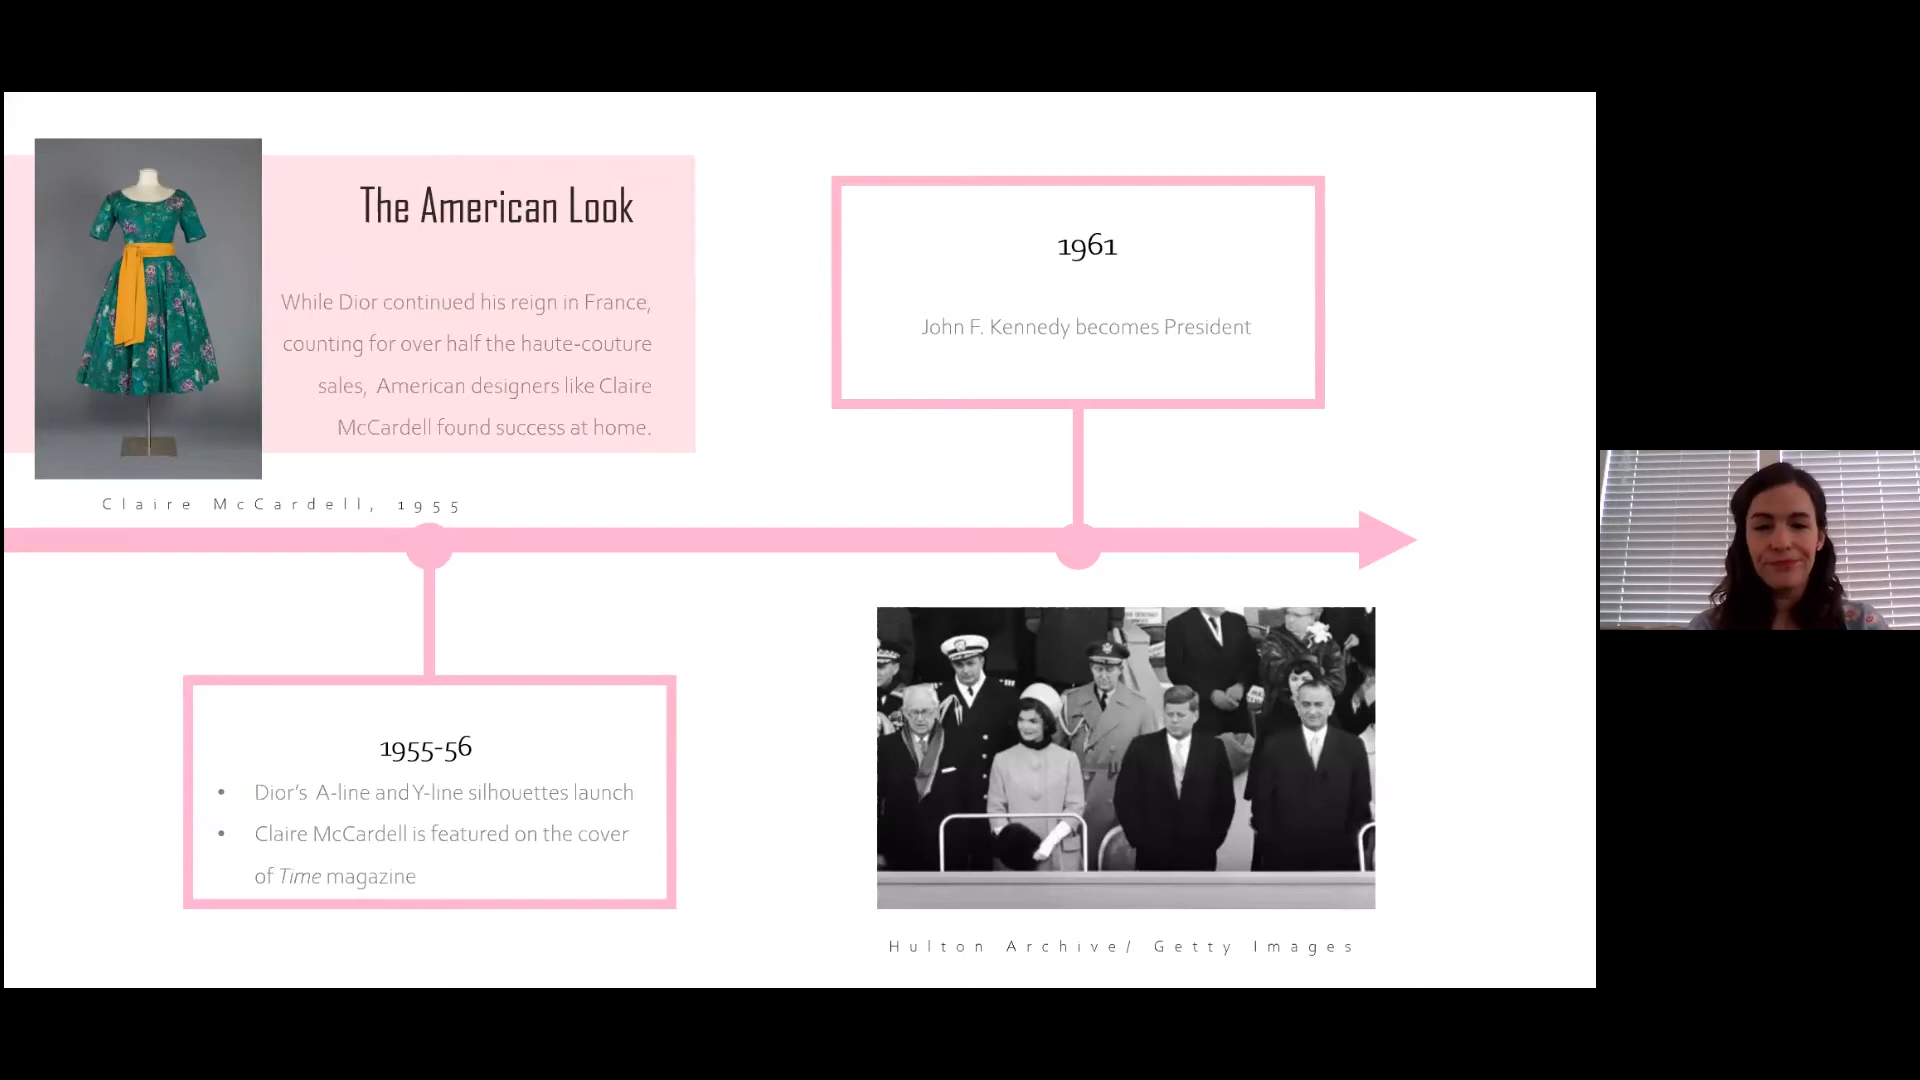 The American Look
While Dior continued his reign in France,
counting for over half the haute-couture
sales, American designers like Claire
McCardell found success at home.
Claire McCardell, 1955
1961
John F. Kennedy becomes President
1955-56
• Dior's A-line and Y-line silhouettes launch
• Claire McCardell is featured on the cover
of Time magazine
Hulton Archive/ Getty Images